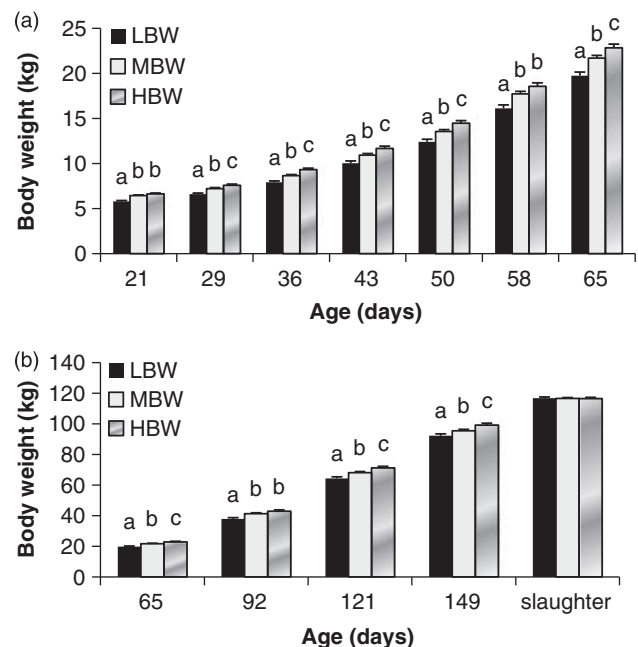 (a)
Body weight (kg)
25
20
15
10
5
0
LBW
MBW
HBW
a b b
a b c
a b c
a b c
a b c
a b b
a b c
21 29 36 43 50 58 65
Age (days)
(b)
Body weight (kg)
140
120
100
80
60
40
20
0
LBW
MBW
HBW
a b c
a b b
a b c
a b c
65 92 121 149 slaughter
Age (days)